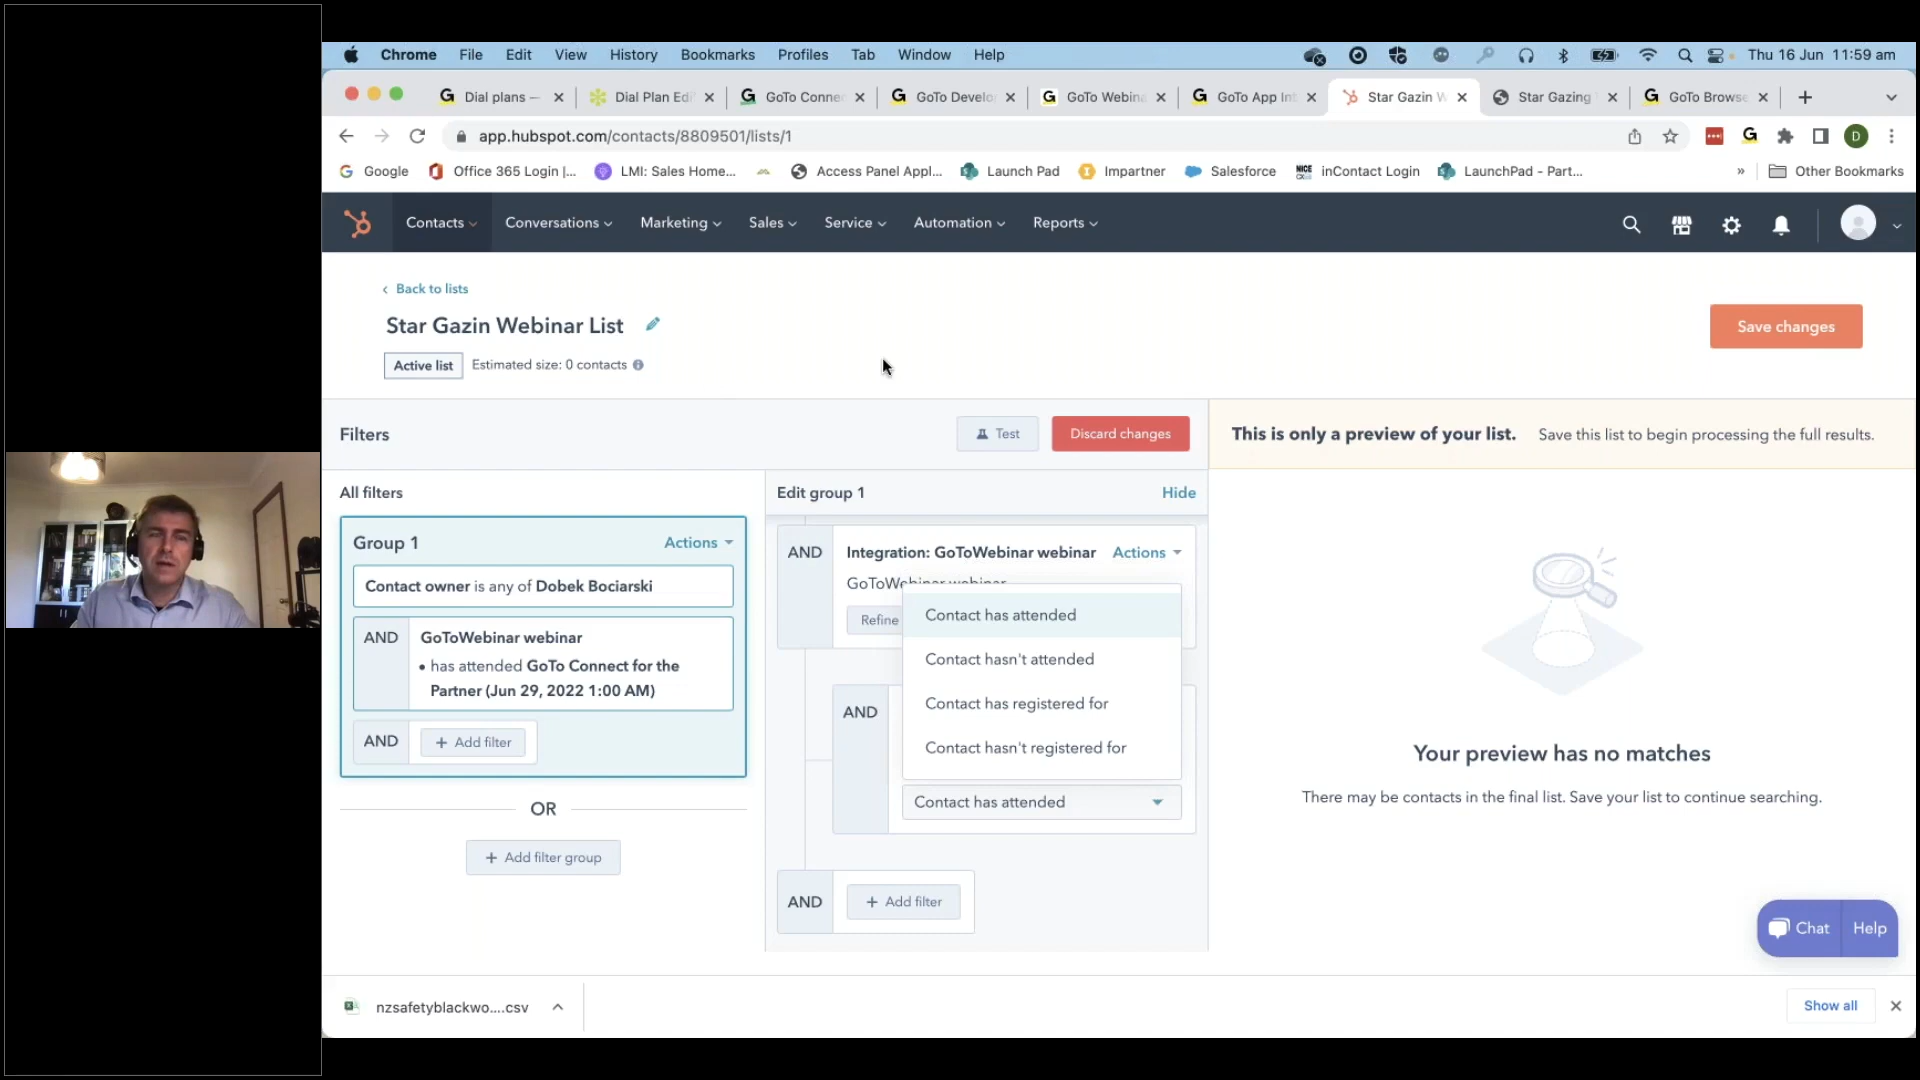 Chrome File Edit View History Bookmarks Profiles Tab Window Help Thu 16 Jun 11:59 am
Dial plans — Dial Plan Edi GoTo Conne GoTo Develo GoTo Webina GoTo App Int Star Gazin W Star Gazing GoTo Browse
app.hubspot.com/contacts/8809501/lists/1 G D
Google Office 365 Login |... LMI: Sales Home... Access Panel Appl... Launch Pad Impartner Salesforce NICE inContact Login LaunchPad - Part... » Other Bookmarks
Contacts Conversations Marketing Sales Service Automation Reports
Back to lists
Star Gazin Webinar List
Save changes
Active list Estimated size: 0 contacts
Filters Test Discard changes This is only a preview of your list. Save this list to begin processing the full results.
All filters Edit group 1 Hide
Group 1 Actions
AND Integration: GoToWebinar webinar Actions
GoToWebinar webinar
Contact owner is any of Dobek Bociarski
Refine
Contact has attended
Contact hasn't attended
Contact has registered for
Contact hasn't registered for
AND GoToWebinar webinar
• has attended GoTo Connect for the
Partner (Jun 29, 2022 1:00 AM)
AND
AND + Add filter
Contact has attended
OR
+ Add filter group
AND + Add filter
Your preview has no matches
There may be contacts in the final list. Save your list to continue searching.
Chat Help
nzsafetyblackwo....csv Show all